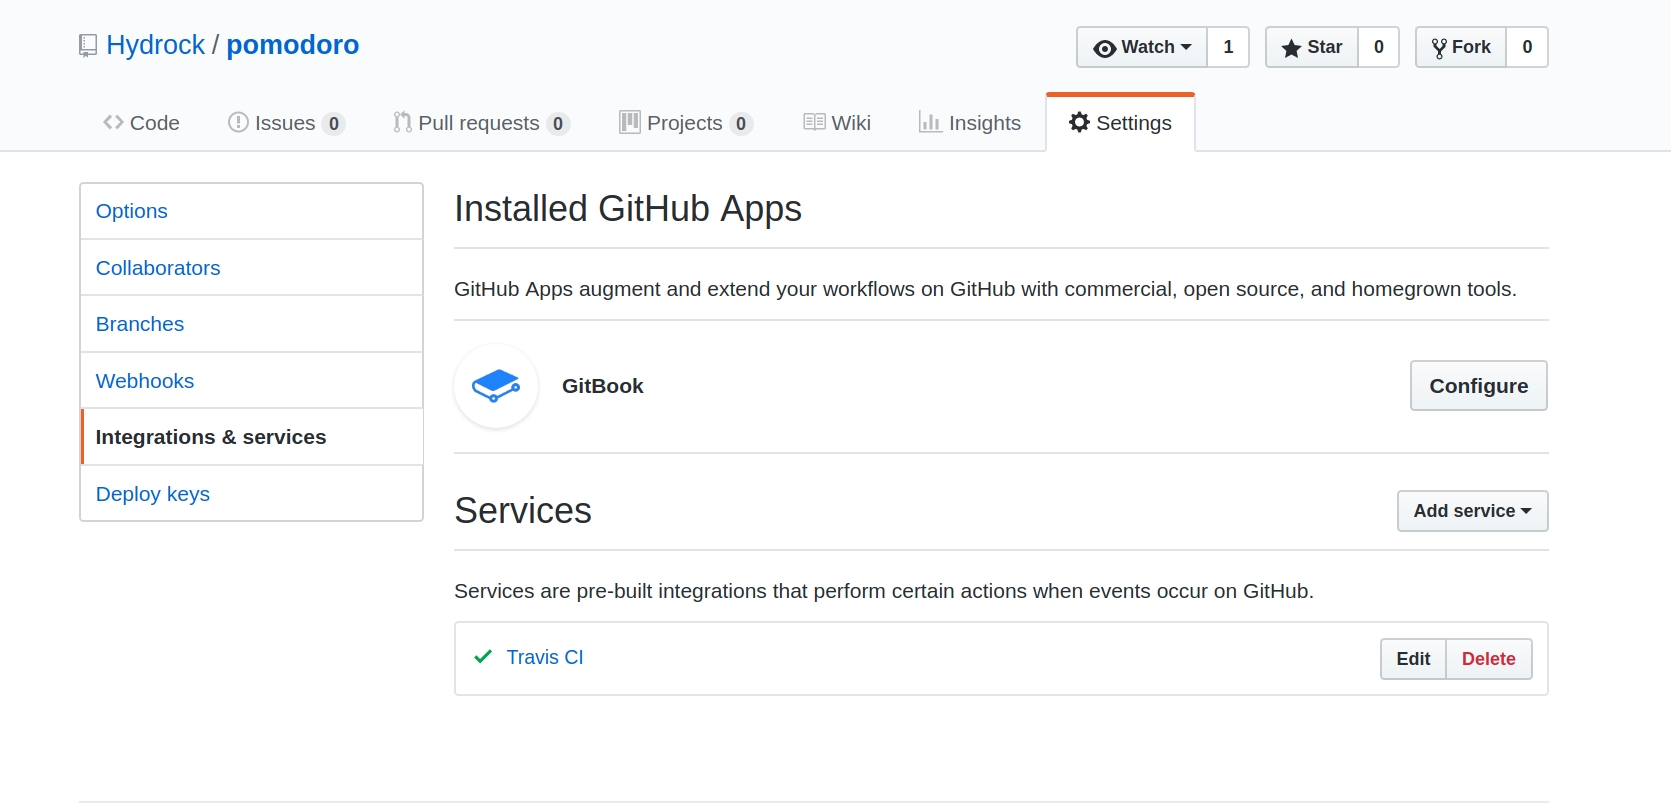 Hydrock / pomodoro
Watch 1 Star 0 Fork 0
Code Issues 0 Pull requests 0 Projects 0 Wiki Insights Settings
Options
Collaborators
Branches
Webhooks
Integrations & services
Deploy keys
Installed GitHub Apps
GitHub Apps augment and extend your workflows on GitHub with commercial, open source, and homegrown tools.
GitBook Configure
Services Add service
Services are pre-built integrations that perform certain actions when events occur on GitHub.
Travis CI Edit Delete